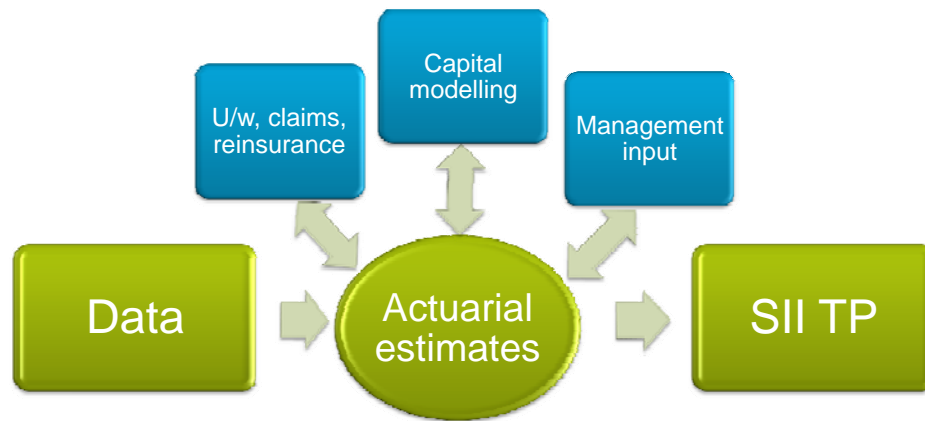 Capital
modelling
U/w, claims,
reinsurance
Management
input
Data
Actuarial
estimates
SII TP